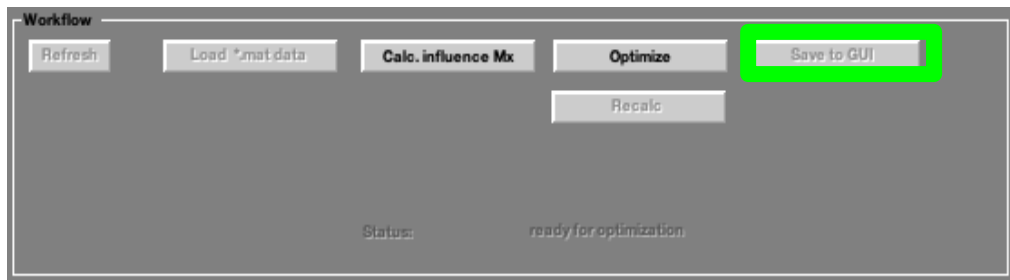 Workflow
Refresh Load *.mat data Calc. influence Mx Optimize Save to GUI
Recalc
Status: ready for optimization